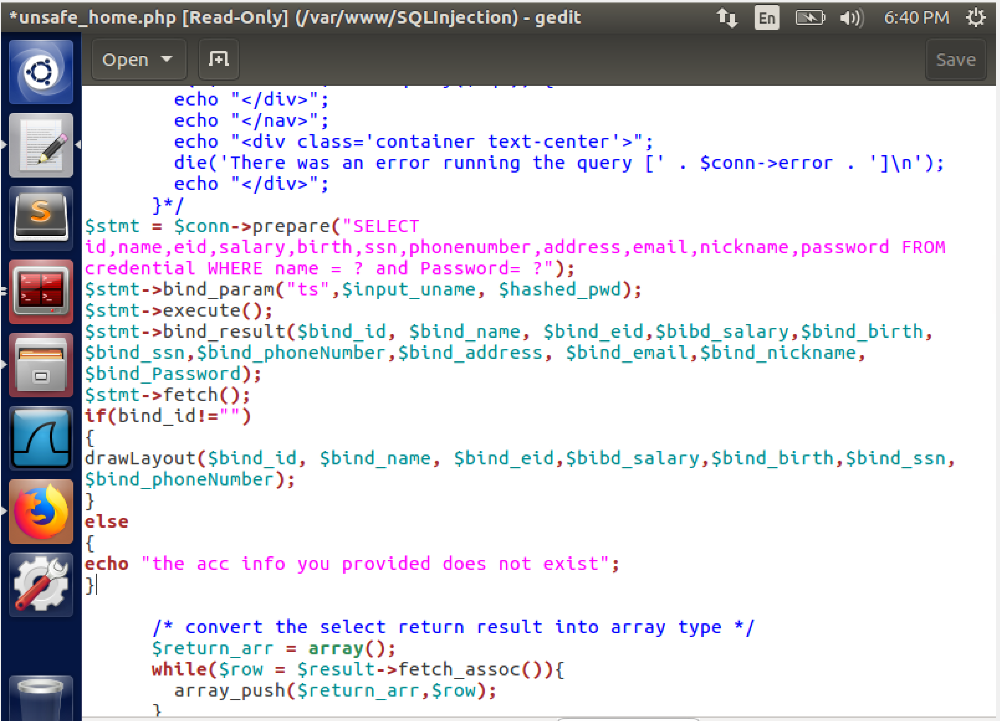 *unsafe_home.php [Read-Only] (/var/www/SQLInjection) - gedit
En
6:40 PM
Open
Save
echo "</div>";
echo "</nav>";
echo "<div class='container text-center'>";
die('There was an error running the query [' . $conn->error . ']\n');
echo "</div>";
}*/
$stmt = $conn->prepare("SELECT
id,name,eid,salary,birth,ssn,phonenumber,address,email,nickname,password FROM
credential WHERE name = ? and Password= ?");
$stmt->bind_param("ts",$input_uname, $hashed_pwd);
$stmt->execute();
$stmt->bind_result($bind_id, $bind_name, $bind_eid,$bibd_salary,$bind_birth,
$bind_ssn,$bind_phoneNumber,$bind_address, $bind_email,$bind_nickname,
$bind_Password);
$stmt->fetch();
if(bind_id!="")
{
drawLayout($bind_id, $bind_name, $bind_eid,$bibd_salary,$bind_birth,$bind_ssn,
$bind_phoneNumber);
}
else
{
echo "the acc info you provided does not exist";
}
/* convert the select return result into array type */
$return_arr = array();
while($row = $result->fetch_assoc()){
array_push($return_arr,$row);
}